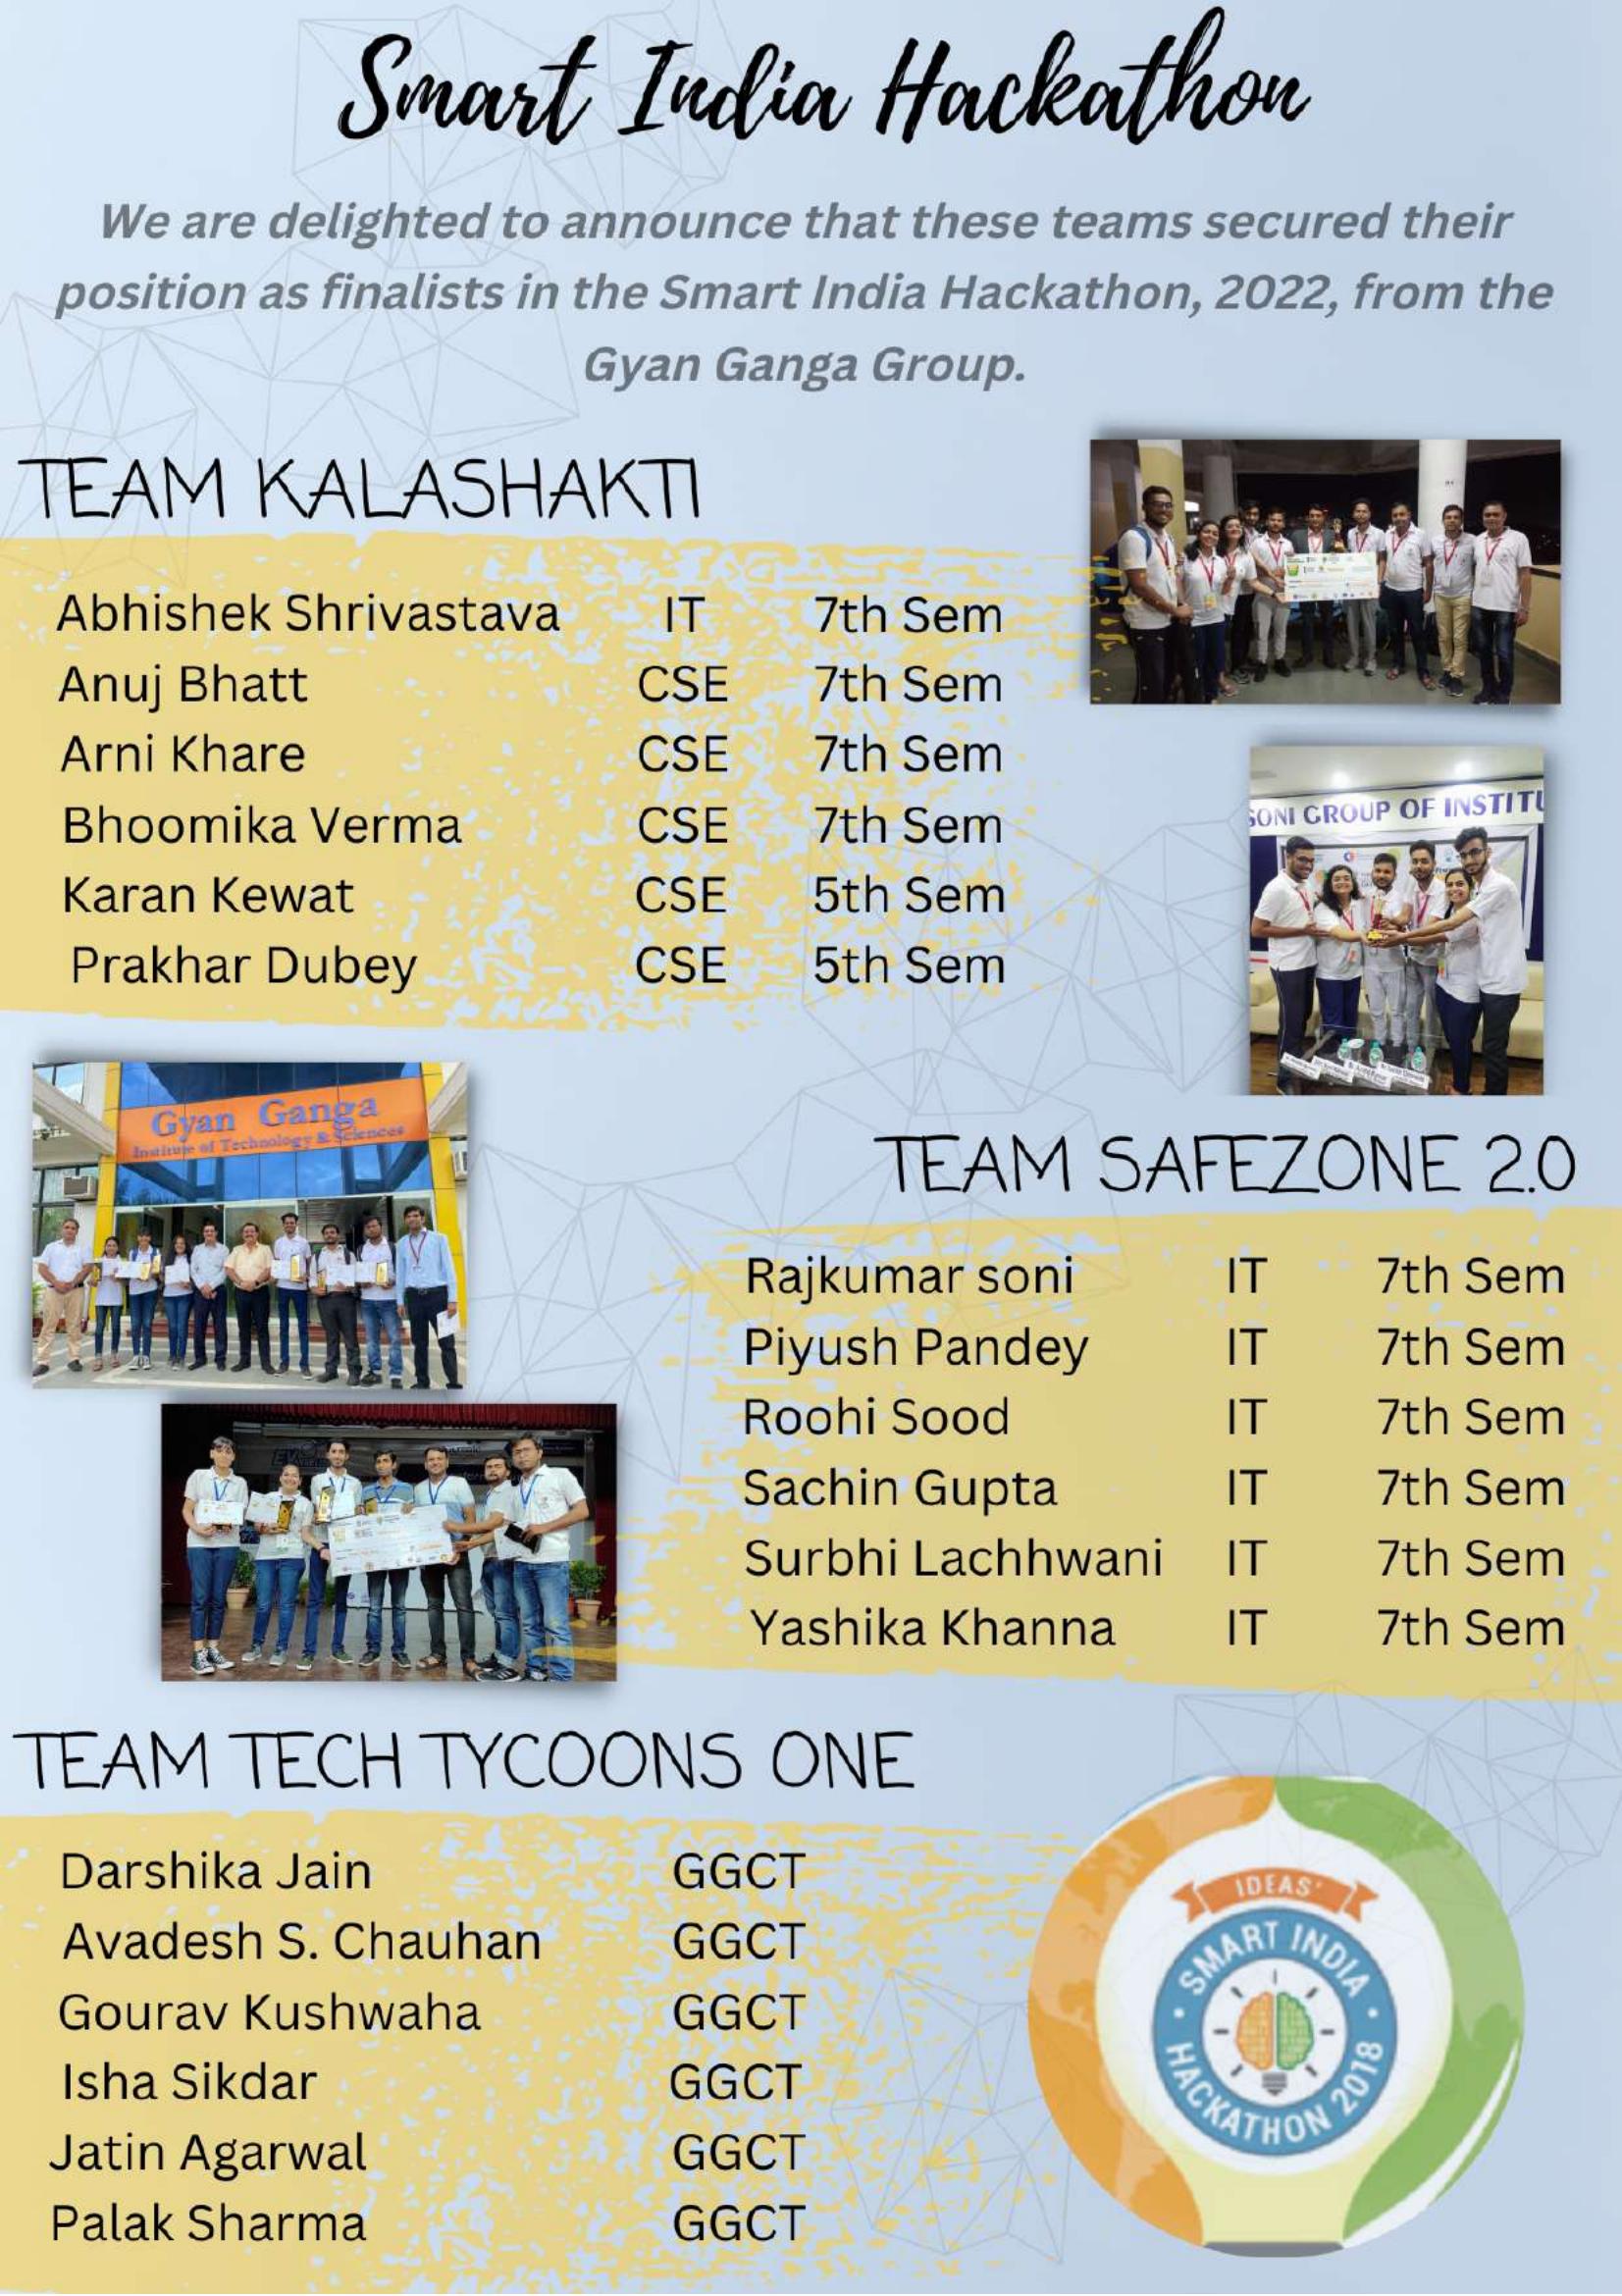 Smart India Hackathon
We are delighted to announce that these teams secured their
position as finalists in the Smart India Hackathon, 2022, from the
Gyan Ganga Group.
TEAM KALASHAKTI
Abhishek Shrivastava IT 7th Sem
Anuj Bhatt CSE 7th Sem
Arni Khare CSE 7th Sem
Bhoomika Verma CSE 7th Sem
Karan Kewat CSE 5th Sem
Prakhar Dubey CSE 5th Sem
SONI GROUP OF INSTITU
Gyan Ganga
Institute of Technology & Sciences
TEAM SAFEZONE 2.0
Rajkumar soni IT 7th Sem
Piyush Pandey IT 7th Sem
Roohi Sood IT 7th Sem
Sachin Gupta IT 7th Sem
Surbhi Lachhwani IT 7th Sem
Yashika Khanna IT 7th Sem
TEAM TECH TYCOONS ONE
Darshika Jain GGCT
Avadesh S. Chauhan GGCT
Gourav Kushwaha GGCT
Isha Sikdar GGCT
Jatin Agarwal GGCT
Palak Sharma GGCT
IDEAS
SMART INDIA
HACKATHON 2018